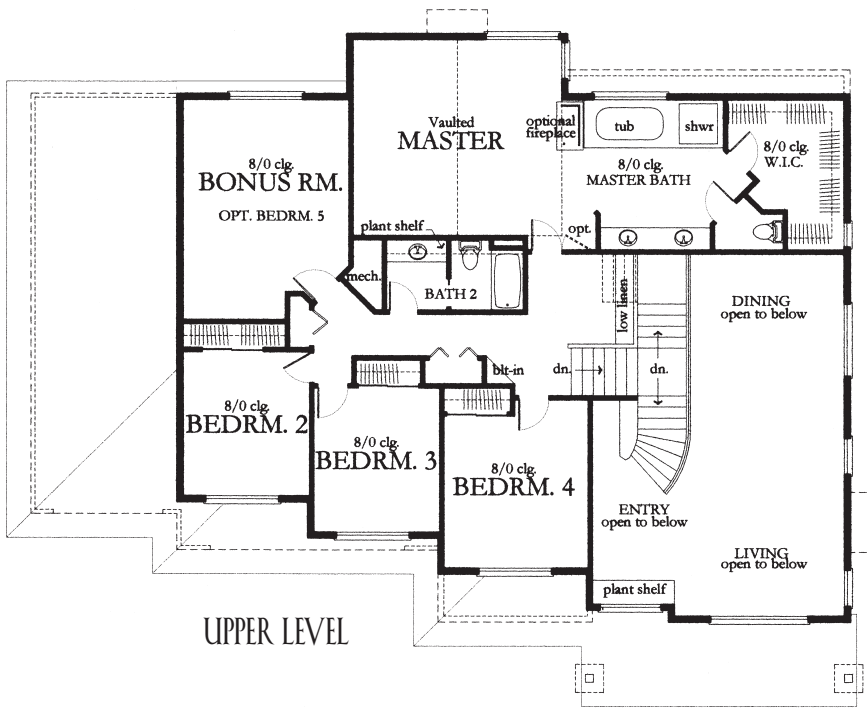 Vaulted
MASTER
optional
fireplace
tub
shwr
8/0 clg.
W.I.C.
8/0 clg.
MASTER BATH
8/0 clg.
BONUS RM.
OPT. BEDRM. 5
plant shelf
opt.
mech.
BATH 2
low linen
DINING
open to below
blt-in
dn.
dn.
8/0 clg.
BEDRM. 2
8/0 clg.
BEDRM. 3
8/0 clg.
BEDRM. 4
ENTRY
open to below
LIVING
open to below
plant shelf
UPPER LEVEL